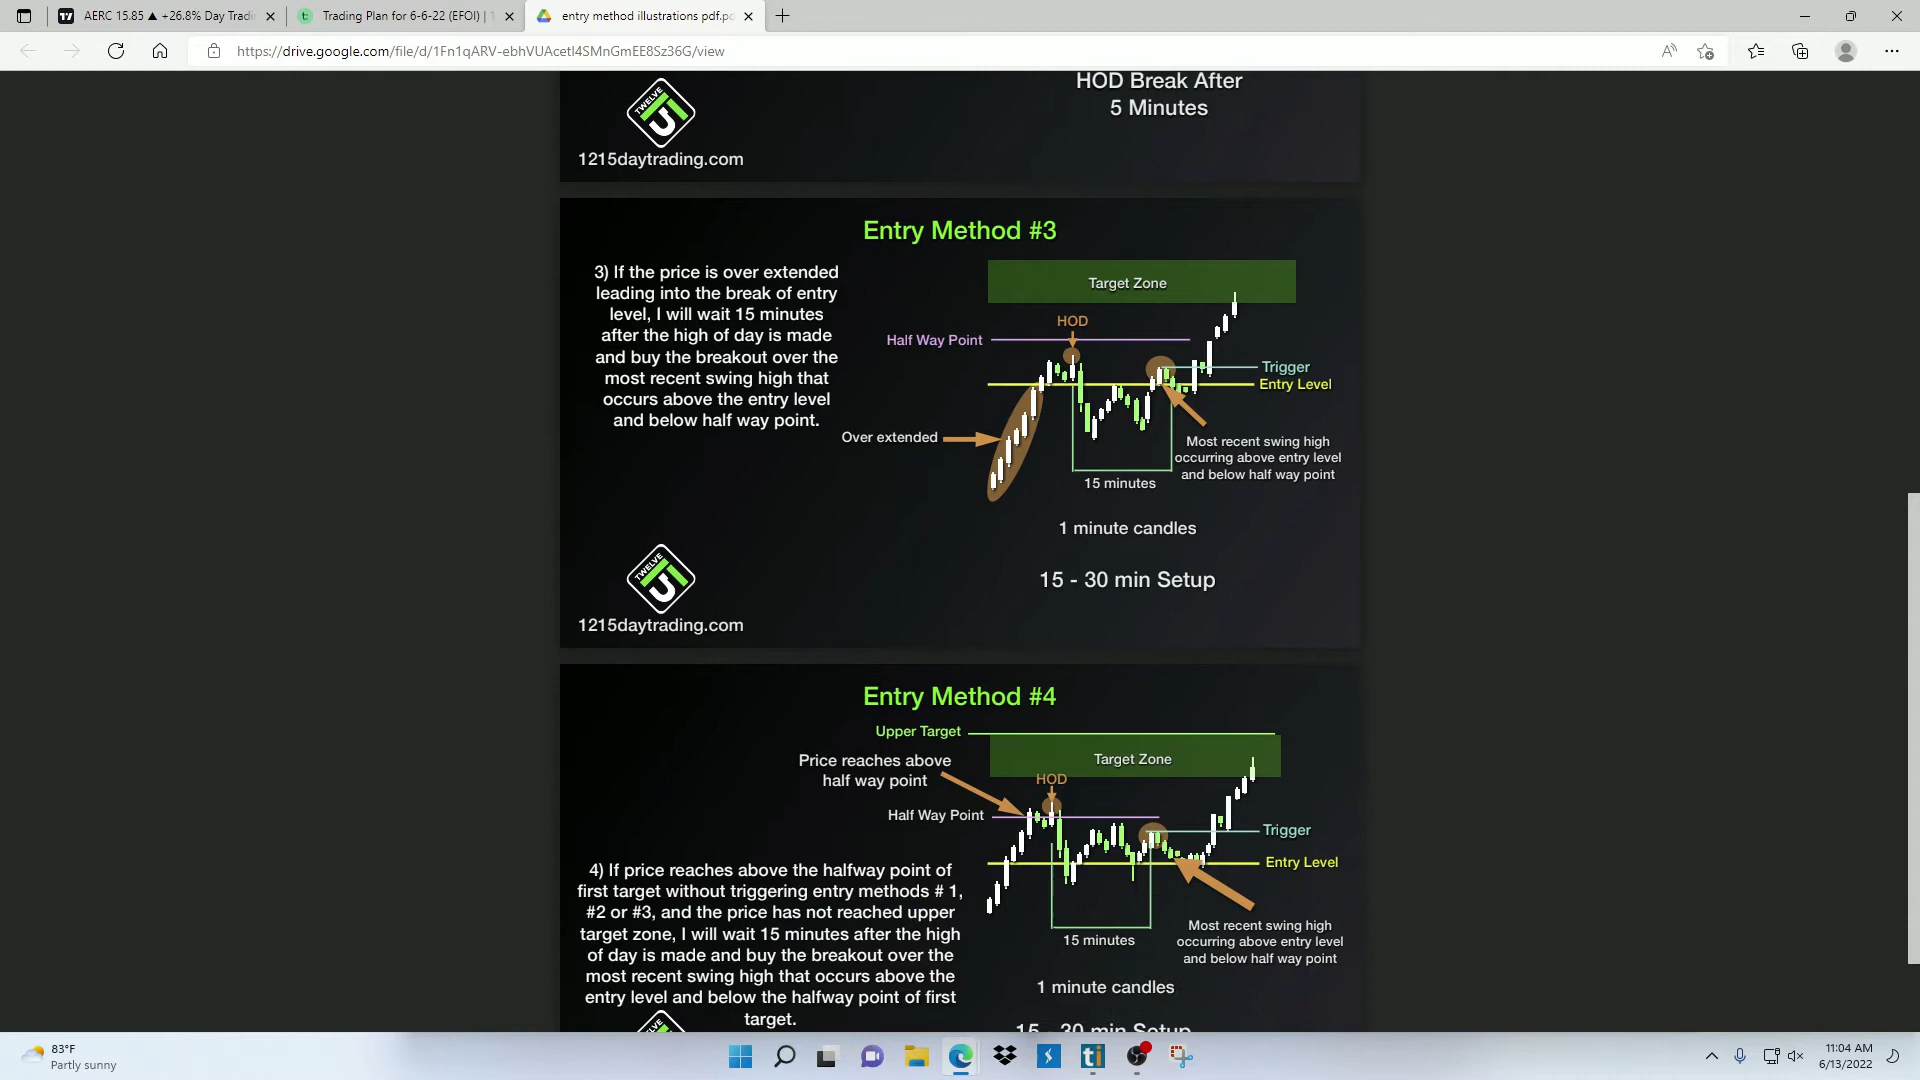 AERC 15.85 ▲ +26.8% Day Tradi
Trading Plan for 6-6-22 (EFOI) | 1
entry method illustrations pdf.pd
https://drive.google.com/file/d/1Fn1qARV-ebhVUAcetI4SMnGmEE8Sz36G/view
HOD Break After
5 Minutes
TWELVE
1215daytrading.com
Entry Method #3
3) If the price is over extended
leading into the break of entry
level, I will wait 15 minutes
after the high of day is made
and buy the breakout over the
most recent swing high that
occurs above the entry level
and below half way point.
Target Zone
HOD
Half Way Point
Trigger
Entry Level
Over extended
Most recent swing high
occurring above entry level
and below half way point
15 minutes
1 minute candles
15 - 30 min Setup
TWELVE
1215daytrading.com
Entry Method #4
Upper Target
Price reaches above
half way point
Target Zone
HOD
Half Way Point
Trigger
Entry Level
4) If price reaches above the halfway point of
first target without triggering entry methods # 1,
#2 or #3, and the price has not reached upper
target zone, I will wait 15 minutes after the high
of day is made and buy the breakout over the
most recent swing high that occurs above the
entry level and below the halfway point of first
target.
Most recent swing high
occurring above entry level
and below half way point
15 minutes
1 minute candles
15 - 30 min Setup
83°F
Partly sunny
11:04 AM
6/13/2022